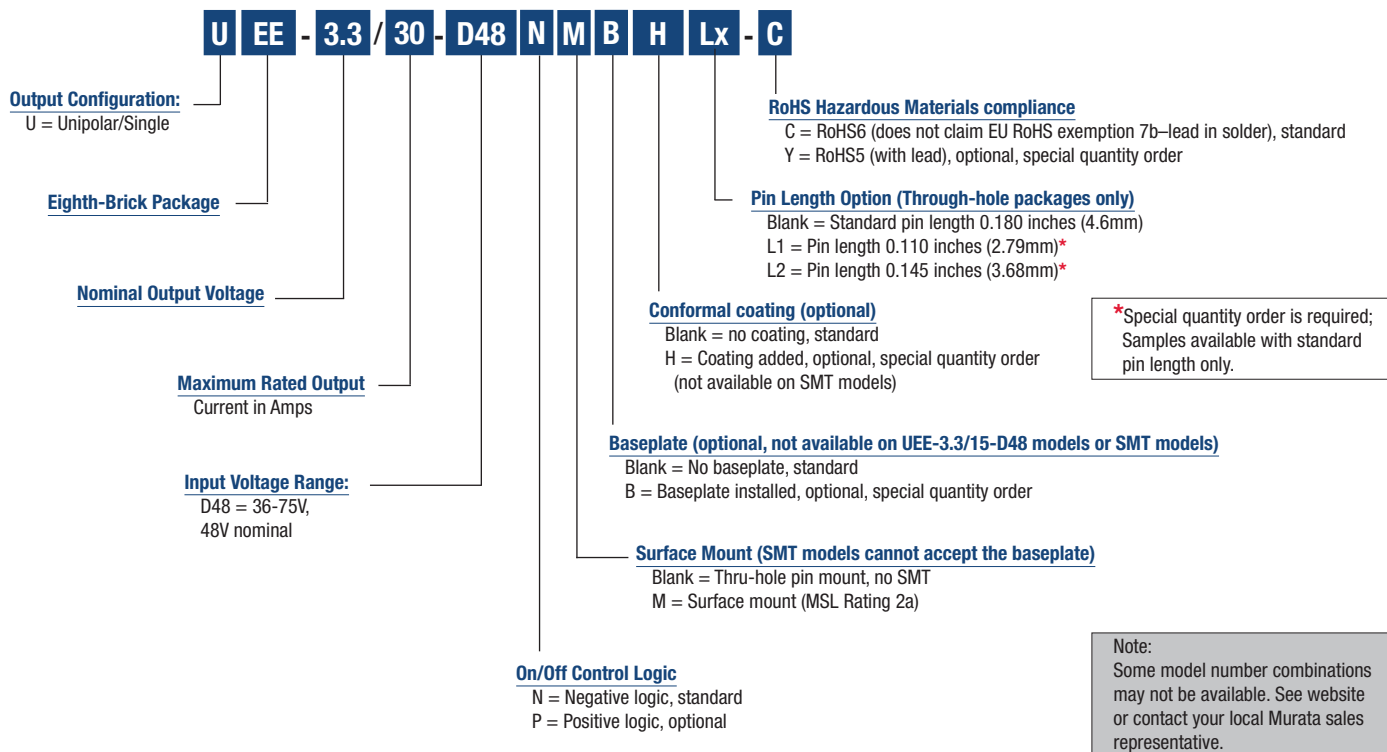 U EE - 3.3 / 30 - D48 N M B H Lx - C
Output Configuration:
U = Unipolar/Single
Eighth-Brick Package
Nominal Output Voltage
Maximum Rated Output
Current in Amps
Input Voltage Range:
D48 = 36-75V,
48V nominal
RoHS Hazardous Materials compliance
C = RoHS6 (does not claim EU RoHS exemption 7b–lead in solder), standard
Y = RoHS5 (with lead), optional, special quantity order
Pin Length Option (Through-hole packages only)
Blank = Standard pin length 0.180 inches (4.6mm)
L1 = Pin length 0.110 inches (2.79mm)*
L2 = Pin length 0.145 inches (3.68mm)*
Conformal coating (optional)
Blank = no coating, standard
H = Coating added, optional, special quantity order
(not available on SMT models)
*Special quantity order is required;
Samples available with standard
pin length only.
Baseplate (optional, not available on UEE-3.3/15-D48 models or SMT models)
Blank = No baseplate, standard
B = Baseplate installed, optional, special quantity order
Surface Mount (SMT models cannot accept the baseplate)
Blank = Thru-hole pin mount, no SMT
M = Surface mount (MSL Rating 2a)
On/Off Control Logic
N = Negative logic, standard
P = Positive logic, optional
Note:
Some model number combinations
may not be available. See website
or contact your local Murata sales
representative.